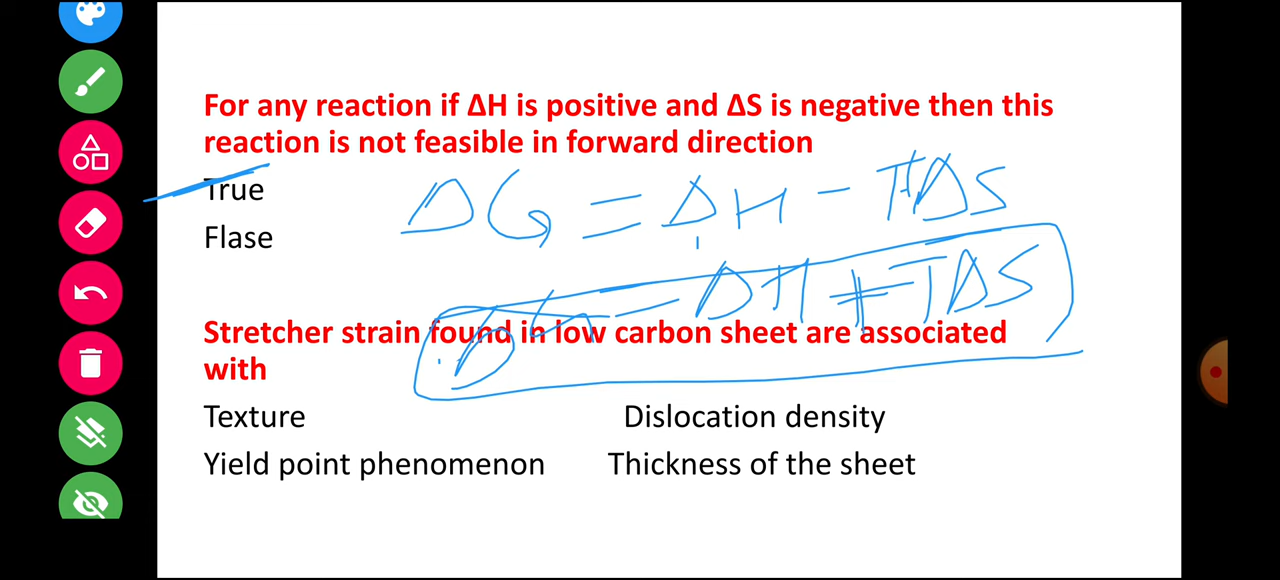 For any reaction if ΔH is positive and ΔS is negative then this
reaction is not feasible in forward direction
True
Flase
ΔG = ΔH - TΔS
ΔG = ΔH + TΔS
Stretcher strain found in low carbon sheet are associated
with
Texture Dislocation density
Yield point phenomenon Thickness of the sheet